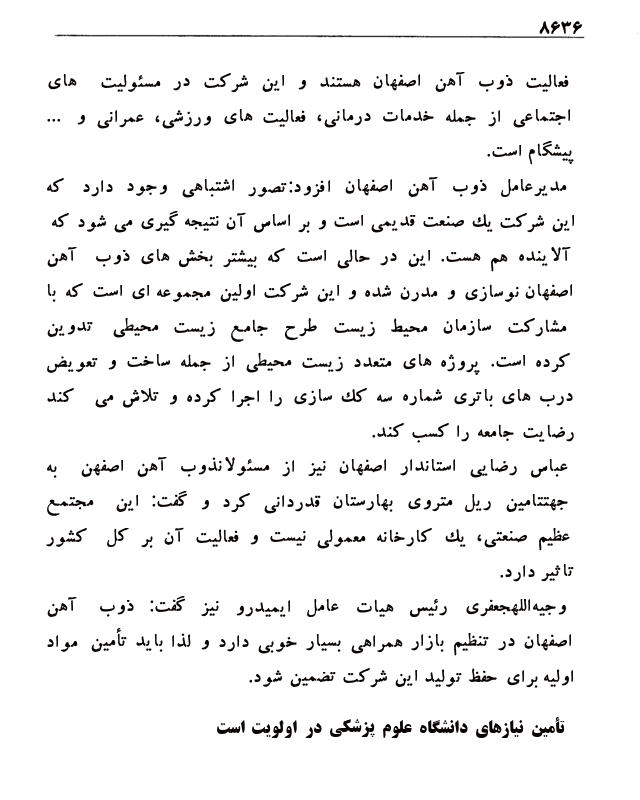 ۸۶۳۶
فعالیت ذوب آهن اصفهان هستند و این شرکت در مسئولیت های
اجتماعی از جمله خدمات درمانی، فعالیت های ورزشی، عمرانی و ...
پیشگام است.
مدیرعامل ذوب آهن اصفهان افزود:تصور اشتباهی وجود دارد که
این شرکت یك صنعت قدیمی است و بر اساس آن نتیجه گیری می شود که
آلاینده هم هست. این در حالی است که بیشتر بخش های ذوب آهن
اصفهان نوسازی و مدرن شده و این شرکت اولین مجموعه ای است که با
مشارکت سازمان محیط زیست طرح جامع زیست محیطی تدوین
کرده است. پروژه های متعدد زیست محیطی از جمله ساخت و تعویض
درب های باتری شماره سه کك سازی را اجرا کرده و تلاش می کند
رضایت جامعه را کسب کند.
عباس رضایی استاندار اصفهان نیز از مسئولانذوب آهن اصفهن به
جهتتامین ریل متروی بهارستان قدردانی کرد و گفت: این مجتمع
عظیم صنعتی، یك کارخانه معمولی نیست و فعالیت آن بر کل کشور
تاثیر دارد.
وجیه‌اللهجعفری رئیس هیات عامل ایمیدرو نیز گفت: ذوب آهن
اصفهان در تنظیم بازار همراهی بسیار خوبی دارد و لذا باید تأمین مواد
اولیه برای حفظ تولید این شرکت تضمین شود.
تأمین نیازهای دانشگاه علوم پزشکی در اولویت است